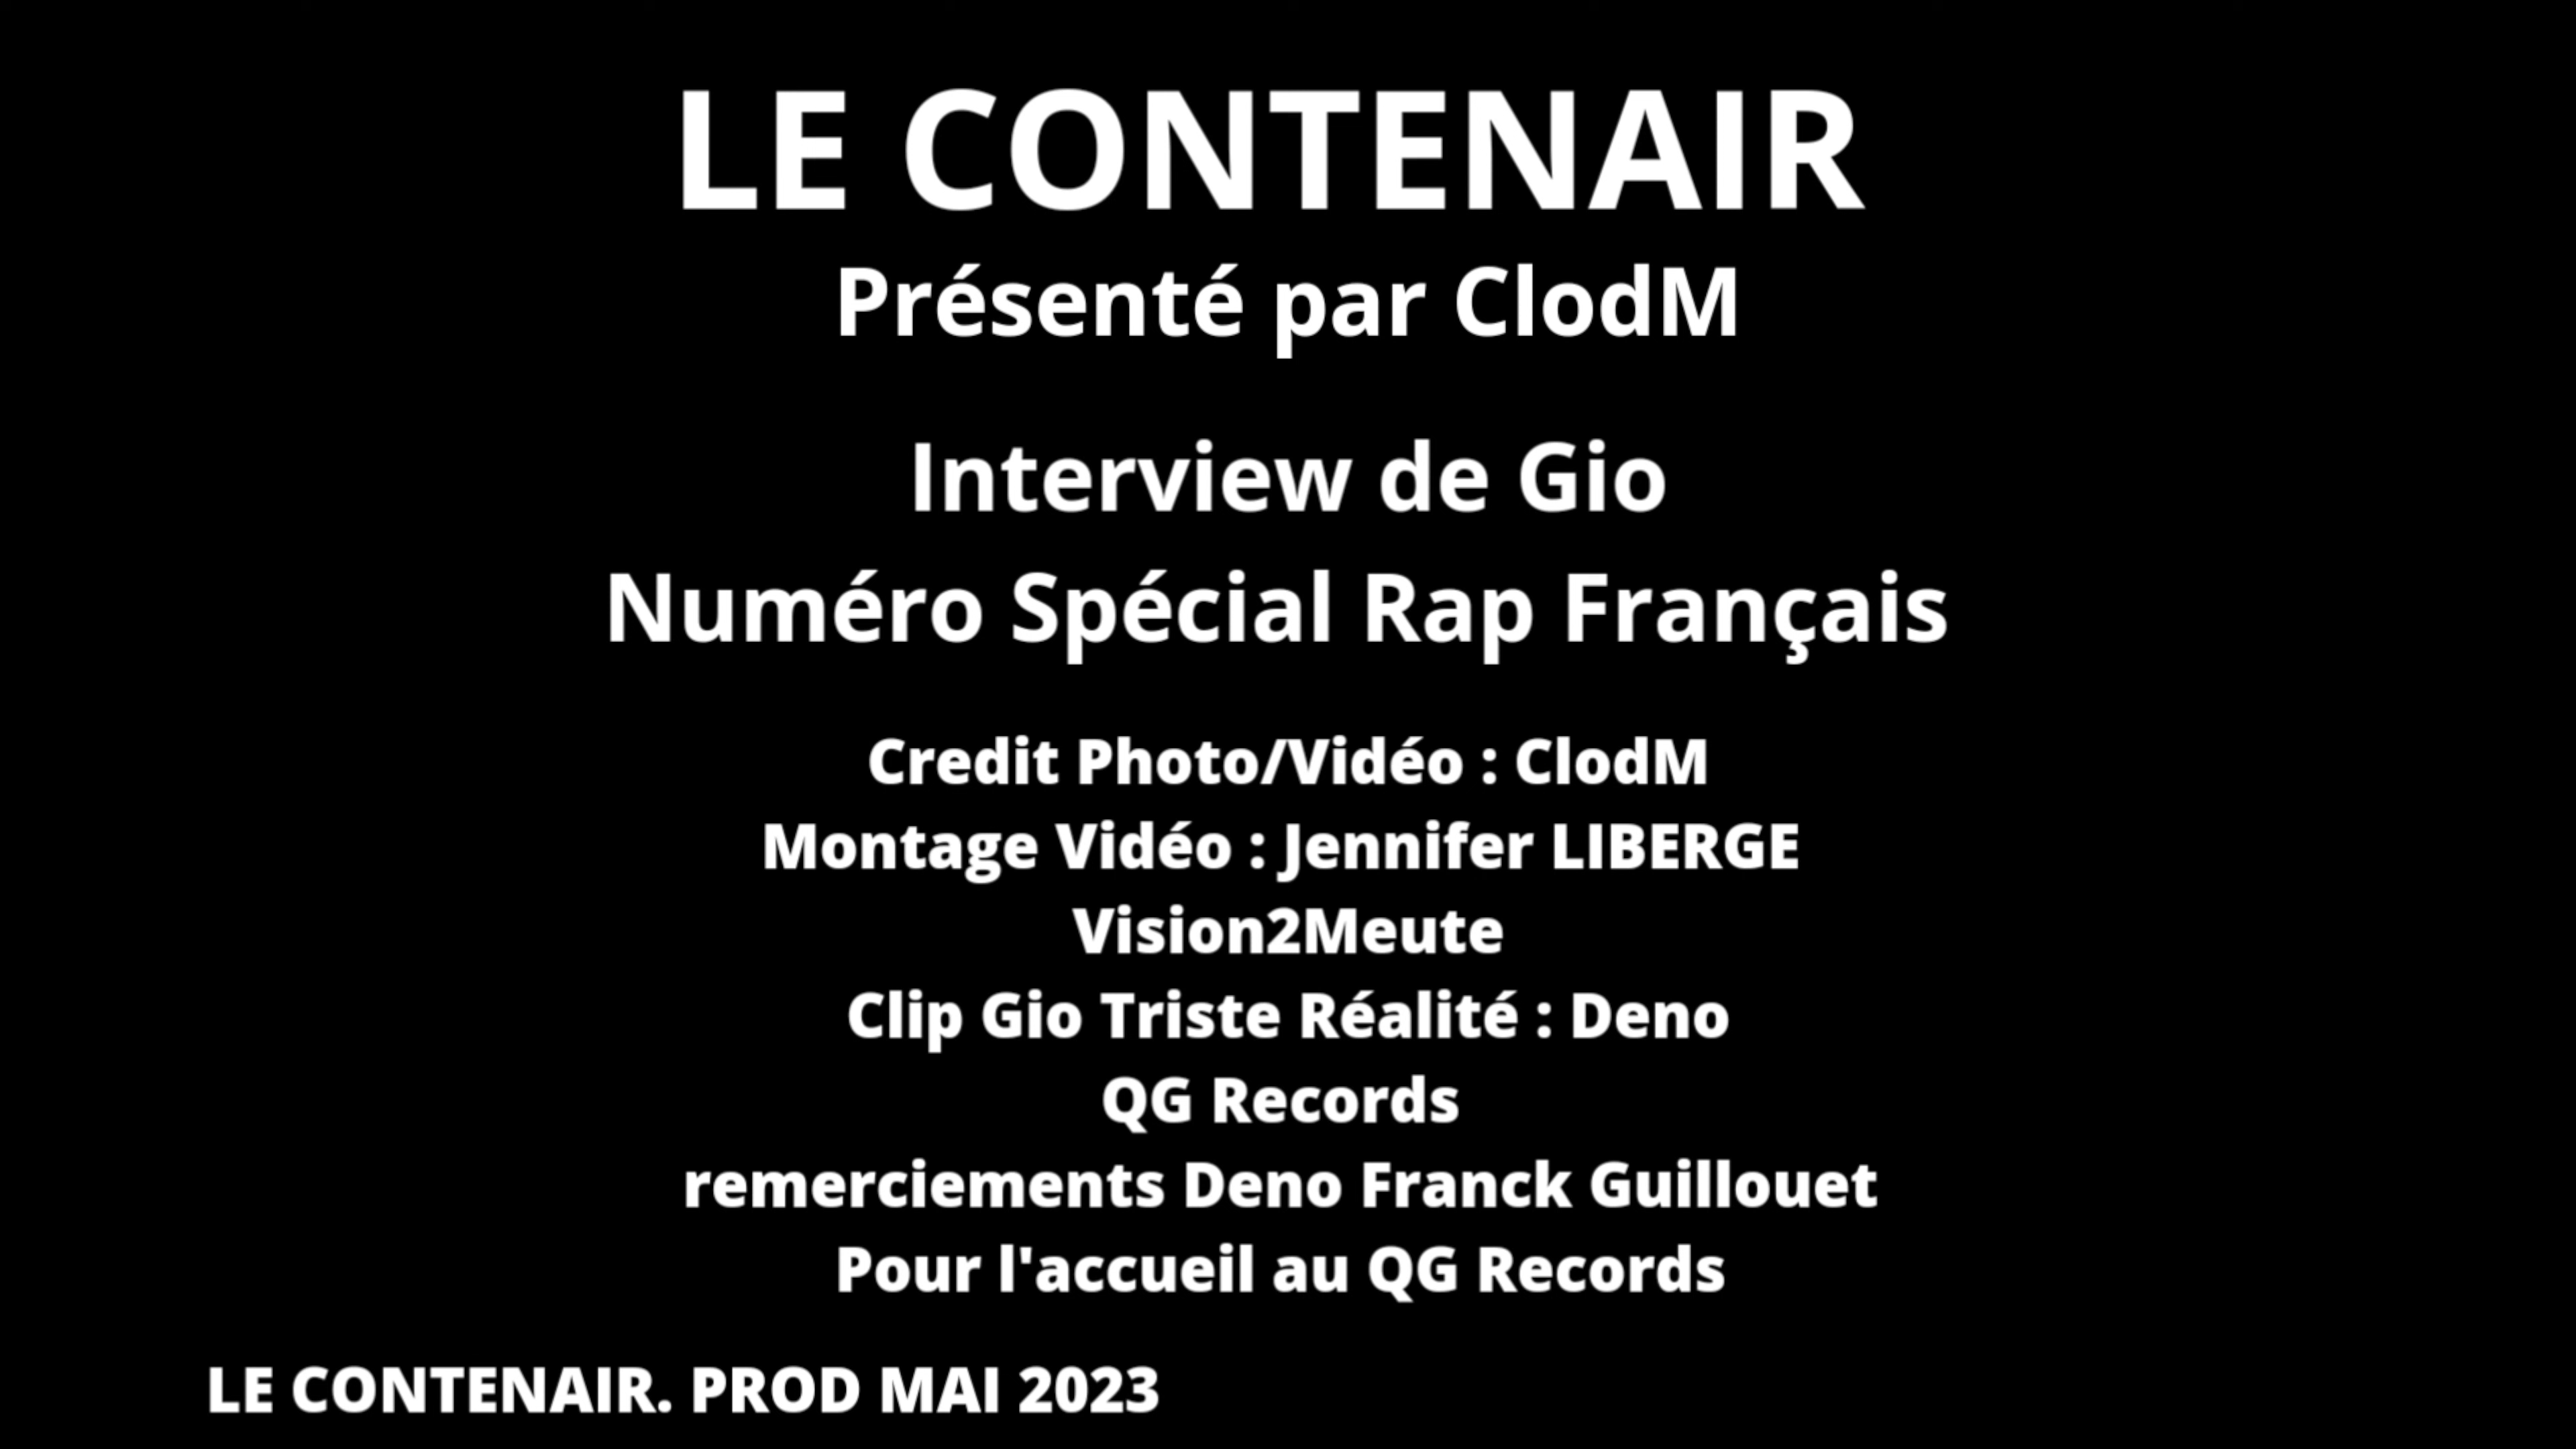 LE CONTENAIR
Présenté par ClodM
Interview de Gio
Numéro Spécial Rap Français
Credit Photo/Vidéo : ClodM
Montage Vidéo : Jennifer LIBERGE
Vision2Meute
Clip Gio Triste Réalité : Deno
QG Records
remerciements Deno Franck Guillouet
Pour l'accueil au QG Records
LE CONTENAIR. PROD MAI 2023